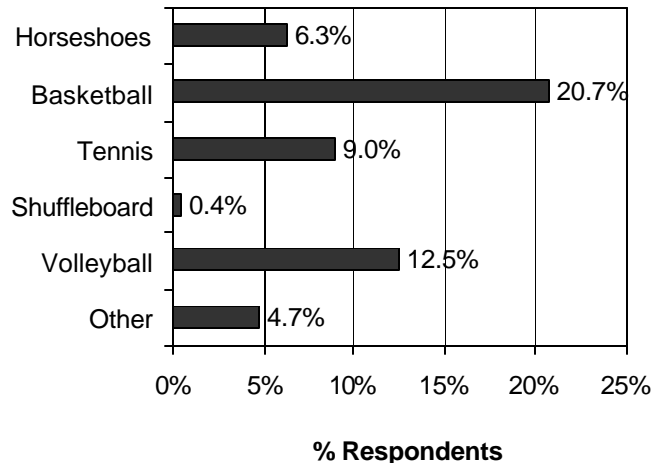 Horseshoes 6.3%
Basketball 20.7%
Tennis 9.0%
Shuffleboard 0.4%
Volleyball 12.5%
Other 4.7%
0% 5% 10% 15% 20% 25%
% Respondents